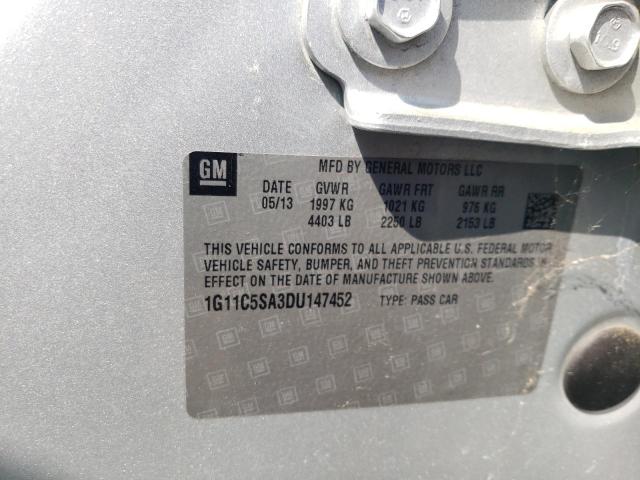 GM
MFD BY GENERAL MOTORS LLC
DATE GVWR GAWR FRT GAWR RR
05/13 1997 KG 1021 KG 976 KG
4403 LB 2250 LB 2153 LB
THIS VEHICLE CONFORMS TO ALL APPLICABLE U.S. FEDERAL MOTOR
VEHICLE SAFETY, BUMPER, AND THEFT PREVENTION STANDARDS IN
EFFECT ON THE DATE OF MANUFACTURE SHOWN ABOVE.
1G11C5SA3DU147452 TYPE: PASS CAR